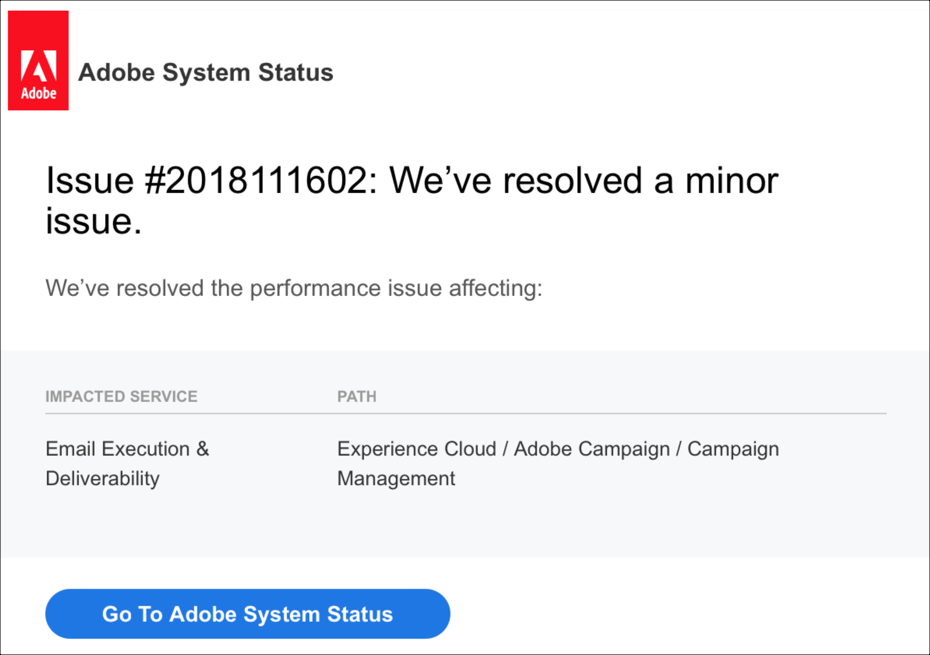 Adobe
Adobe System Status
Issue #2018111602: We’ve resolved a minor
issue.
We’ve resolved the performance issue affecting:
IMPACTED SERVICE
PATH
Email Execution &
Deliverability
Experience Cloud / Adobe Campaign / Campaign
Management
Go To Adobe System Status